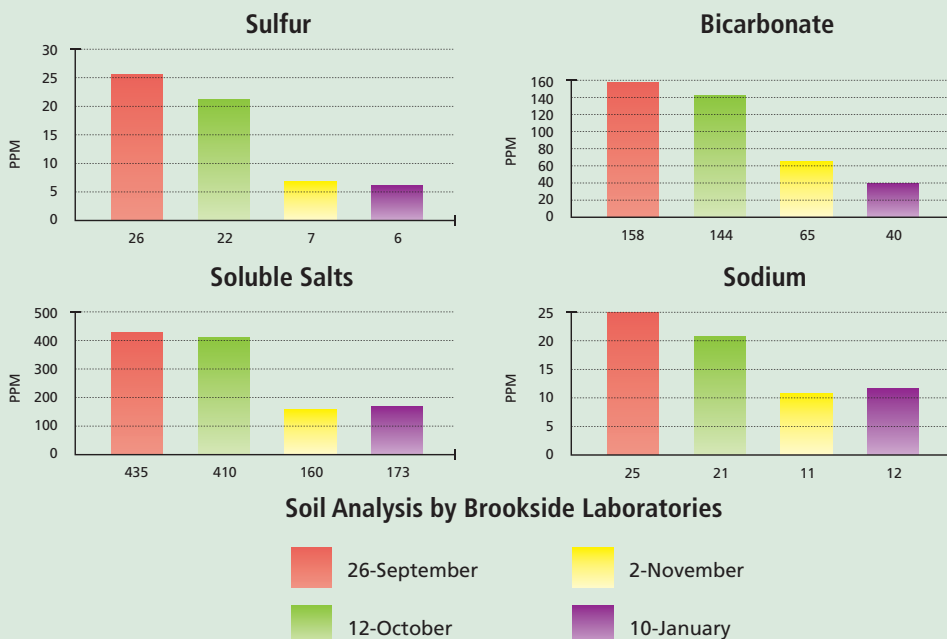 Sulfur
30
25
20
15
10
5
0
PPM
26 22 7 6
Bicarbonate
160
140
120
100
80
60
40
20
0
PPM
158 144 65 40
Soluble Salts
500
400
300
200
100
0
PPM
435 410 160 173
Sodium
25
20
15
10
5
0
PPM
25 21 11 12
Soil Analysis by Brookside Laboratories
26-September
2-November
12-October
10-January